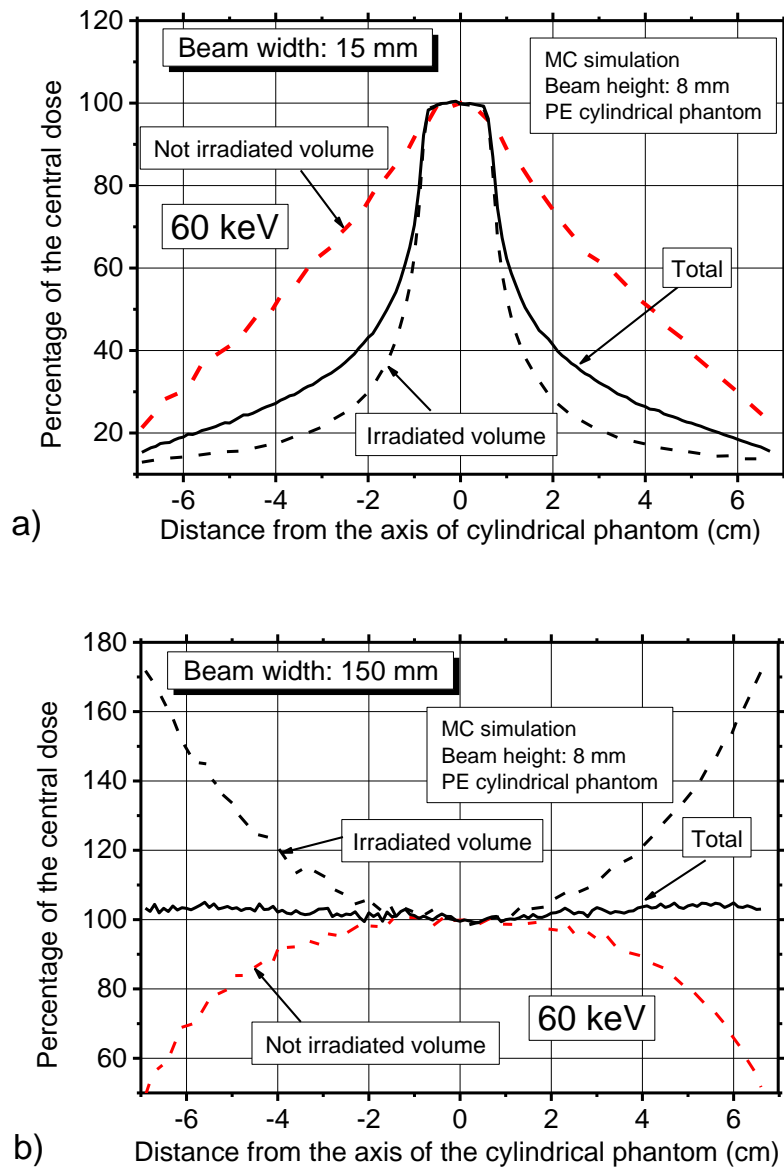 120
100
80
60
40
20
Percentage of the central dose
Beam width: 15 mm
MC simulation
Beam height: 8 mm
PE cylindrical phantom
Not irradiated volume
60 keV
Total
Irradiated volume
-6 -4 -2 0 2 4 6
Distance from the axis of cylindrical phantom (cm)
a)
180
160
140
120
100
80
60
Percentage of the central dose
Beam width: 150 mm
MC simulation
Beam height: 8 mm
PE cylindrical phantom
Irradiated volume
Total
60 keV
Not irradiated volume
-6 -4 -2 0 2 4 6
Distance from the axis of the cylindrical phantom (cm)
b)